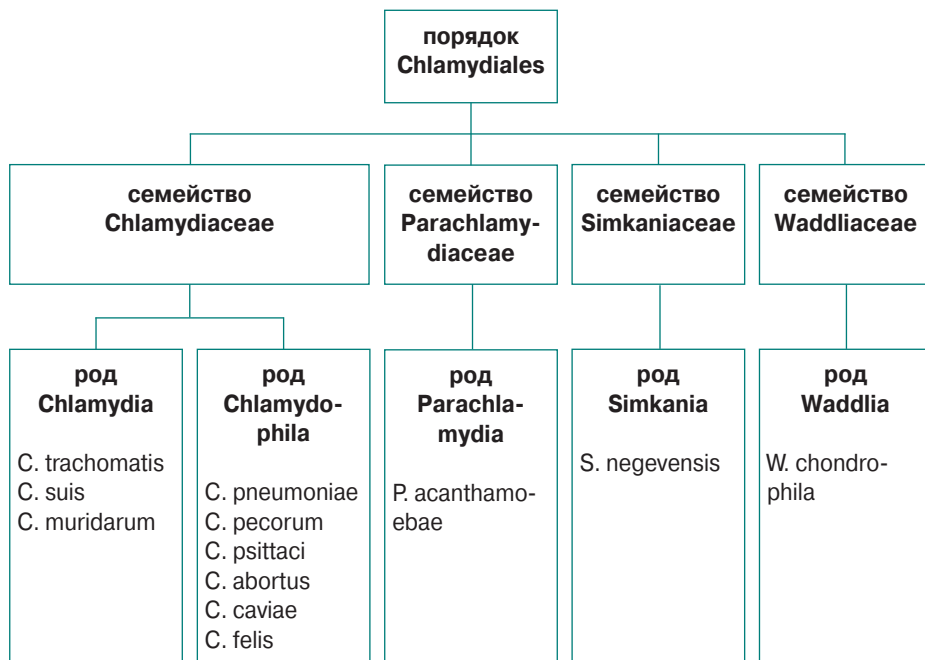 порядок
Chlamydiales
семейство
Chlamydiaceae
семейство
Parachlamy-
diaceae
семейство
Simkaniaceae
семейство
Waddliaceae
род
Chlamydia
C. trachomatis
C. suis
C. muridarum
род
Chlamydo-
phila
C. pneumoniae
C. pecorum
C. psittaci
C. abortus
C. caviae
C. felis
род
Parachla-
mydia
P. acanthamo-
ebae
род
Simkania
S. negevensis
род
Waddlia
W. chondro-
phila